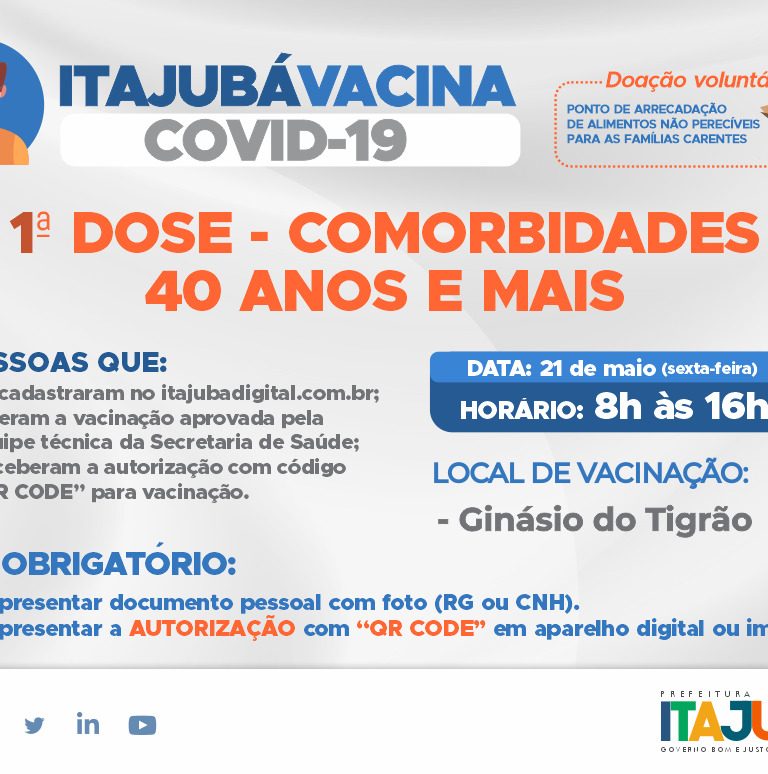 ITAJUBÁVACINA
COVID-19
Doação voluntá
PONTO DE ARRECADAÇÃO
DE ALIMENTOS NÃO PERECÍVEIS
PARA AS FAMÍLIAS CARENTES
1ª DOSE - COMORBIDADES
40 ANOS E MAIS
SSOAS QUE:
cadastraram no itajubadigital.com.br;
eram a vacinação aprovada pela
uipe técnica da Secretaria de Saúde;
ceberam a autorização com código
R CODE” para vacinação.
DATA: 21 de maio (sexta-feira)
HORÁRIO: 8h às 16h
LOCAL DE VACINAÇÃO:
- Ginásio do Tigrão
OBRIGATÓRIO:
presentar documento pessoal com foto (RG ou CNH).
presentar a AUTORIZAÇÃO com “QR CODE” em aparelho digital ou im
PREFEITURA
ITAJU
GOVERNO BOM E JUSTO